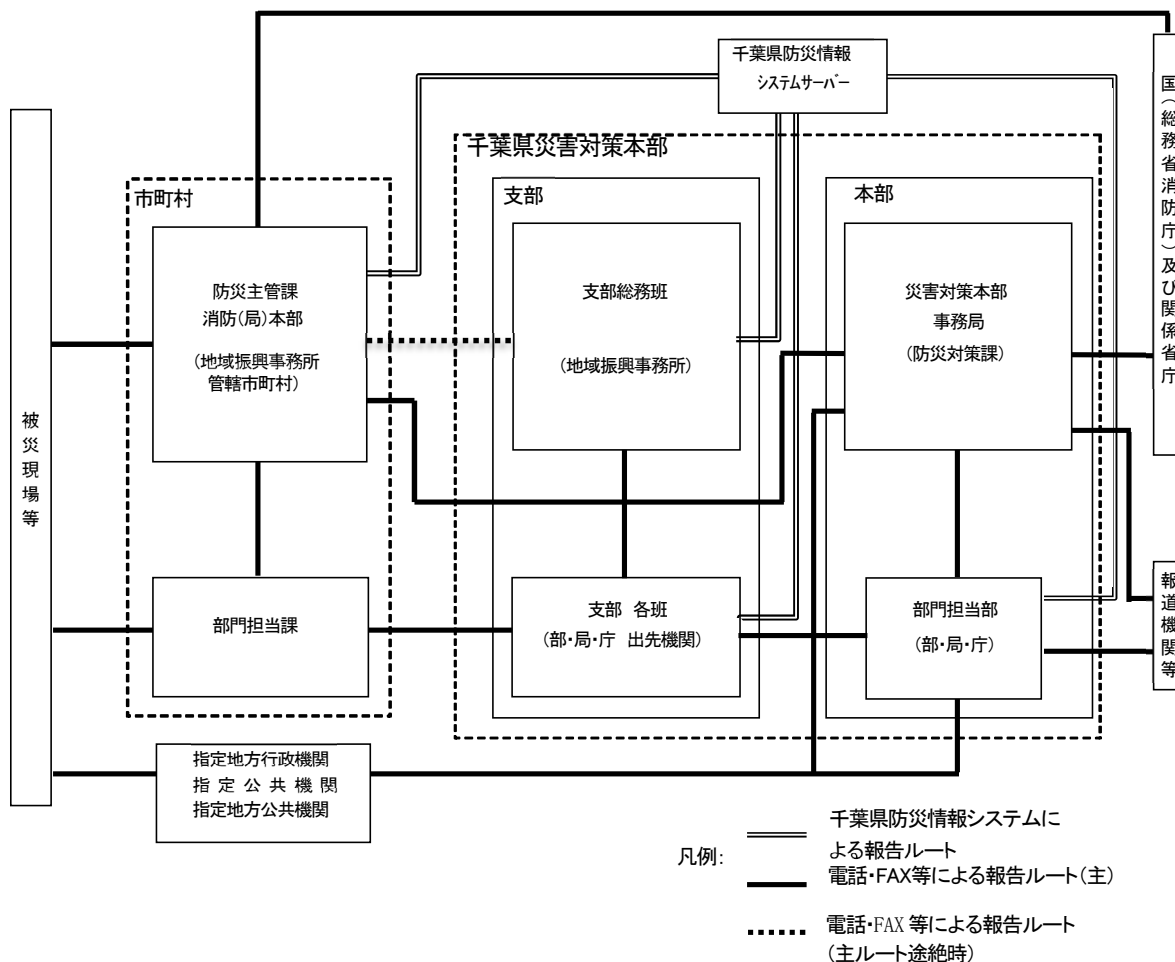 千葉県防災情報
システムサーバー
国（総務省消防庁）及び関係省庁
千葉県災害対策本部
市町村
支部
本部
防災主管課
消防(局)本部
(地域振興事務所
管轄市町村)
支部総務班
(地域振興事務所)
災害対策本部
事務局
(防災対策課)
被災現場等
部門担当課
支部 各班
(部・局・庁 出先機関)
部門担当部
(部・局・庁)
報道機関等
指定地方行政機関
指定公共機関
指定地方公共機関
凡例:
千葉県防災情報システムに
よる報告ルート
電話・FAX等による報告ルート(主)
電話・FAX 等による報告ルート
(主ルート途絶時)